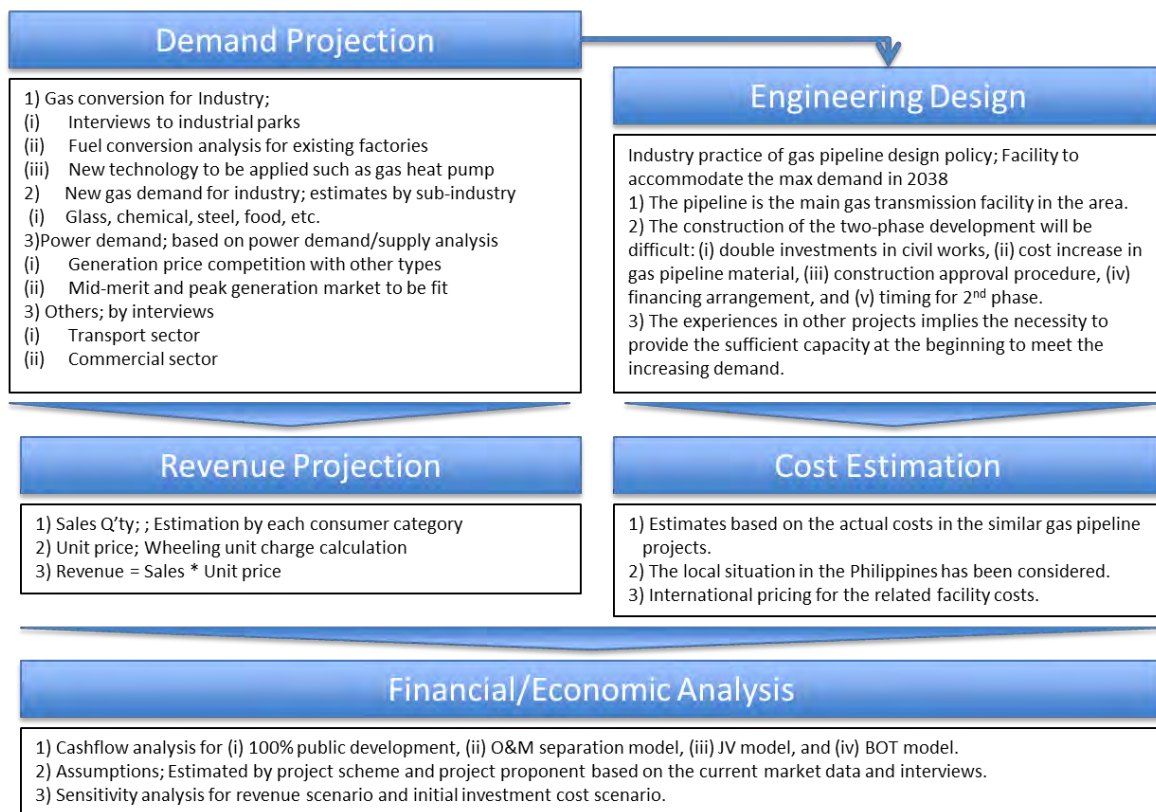 Demand Projection
1) Gas conversion for Industry;
(i) Interviews to industrial parks
(ii) Fuel conversion analysis for existing factories
(iii) New technology to be applied such as gas heat pump
2) New gas demand for industry; estimates by sub-industry
(i) Glass, chemical, steel, food, etc.
3)Power demand; based on power demand/supply analysis
(i) Generation price competition with other types
(ii) Mid-merit and peak generation market to be fit
3) Others; by interviews
(i) Transport sector
(ii) Commercial sector
Engineering Design
Industry practice of gas pipeline design policy; Facility to
accommodate the max demand in 2038
1) The pipeline is the main gas transmission facility in the area.
2) The construction of the two-phase development will be
difficult: (i) double investments in civil works, (ii) cost increase in
gas pipeline material, (iii) construction approval procedure, (iv)
financing arrangement, and (v) timing for 2nd phase.
3) The experiences in other projects implies the necessity to
provide the sufficient capacity at the beginning to meet the
increasing demand.
Revenue Projection
1) Sales Q'ty; ; Estimation by each consumer category
2) Unit price; Wheeling unit charge calculation
3) Revenue = Sales * Unit price
Cost Estimation
1) Estimates based on the actual costs in the similar gas pipeline
projects.
2) The local situation in the Philippines has been considered.
3) International pricing for the related facility costs.
Financial/Economic Analysis
1) Cashflow analysis for (i) 100% public development, (ii) O&M separation model, (iii) JV model, and (iv) BOT model.
2) Assumptions; Estimated by project scheme and project proponent based on the current market data and interviews.
3) Sensitivity analysis for revenue scenario and initial investment cost scenario.